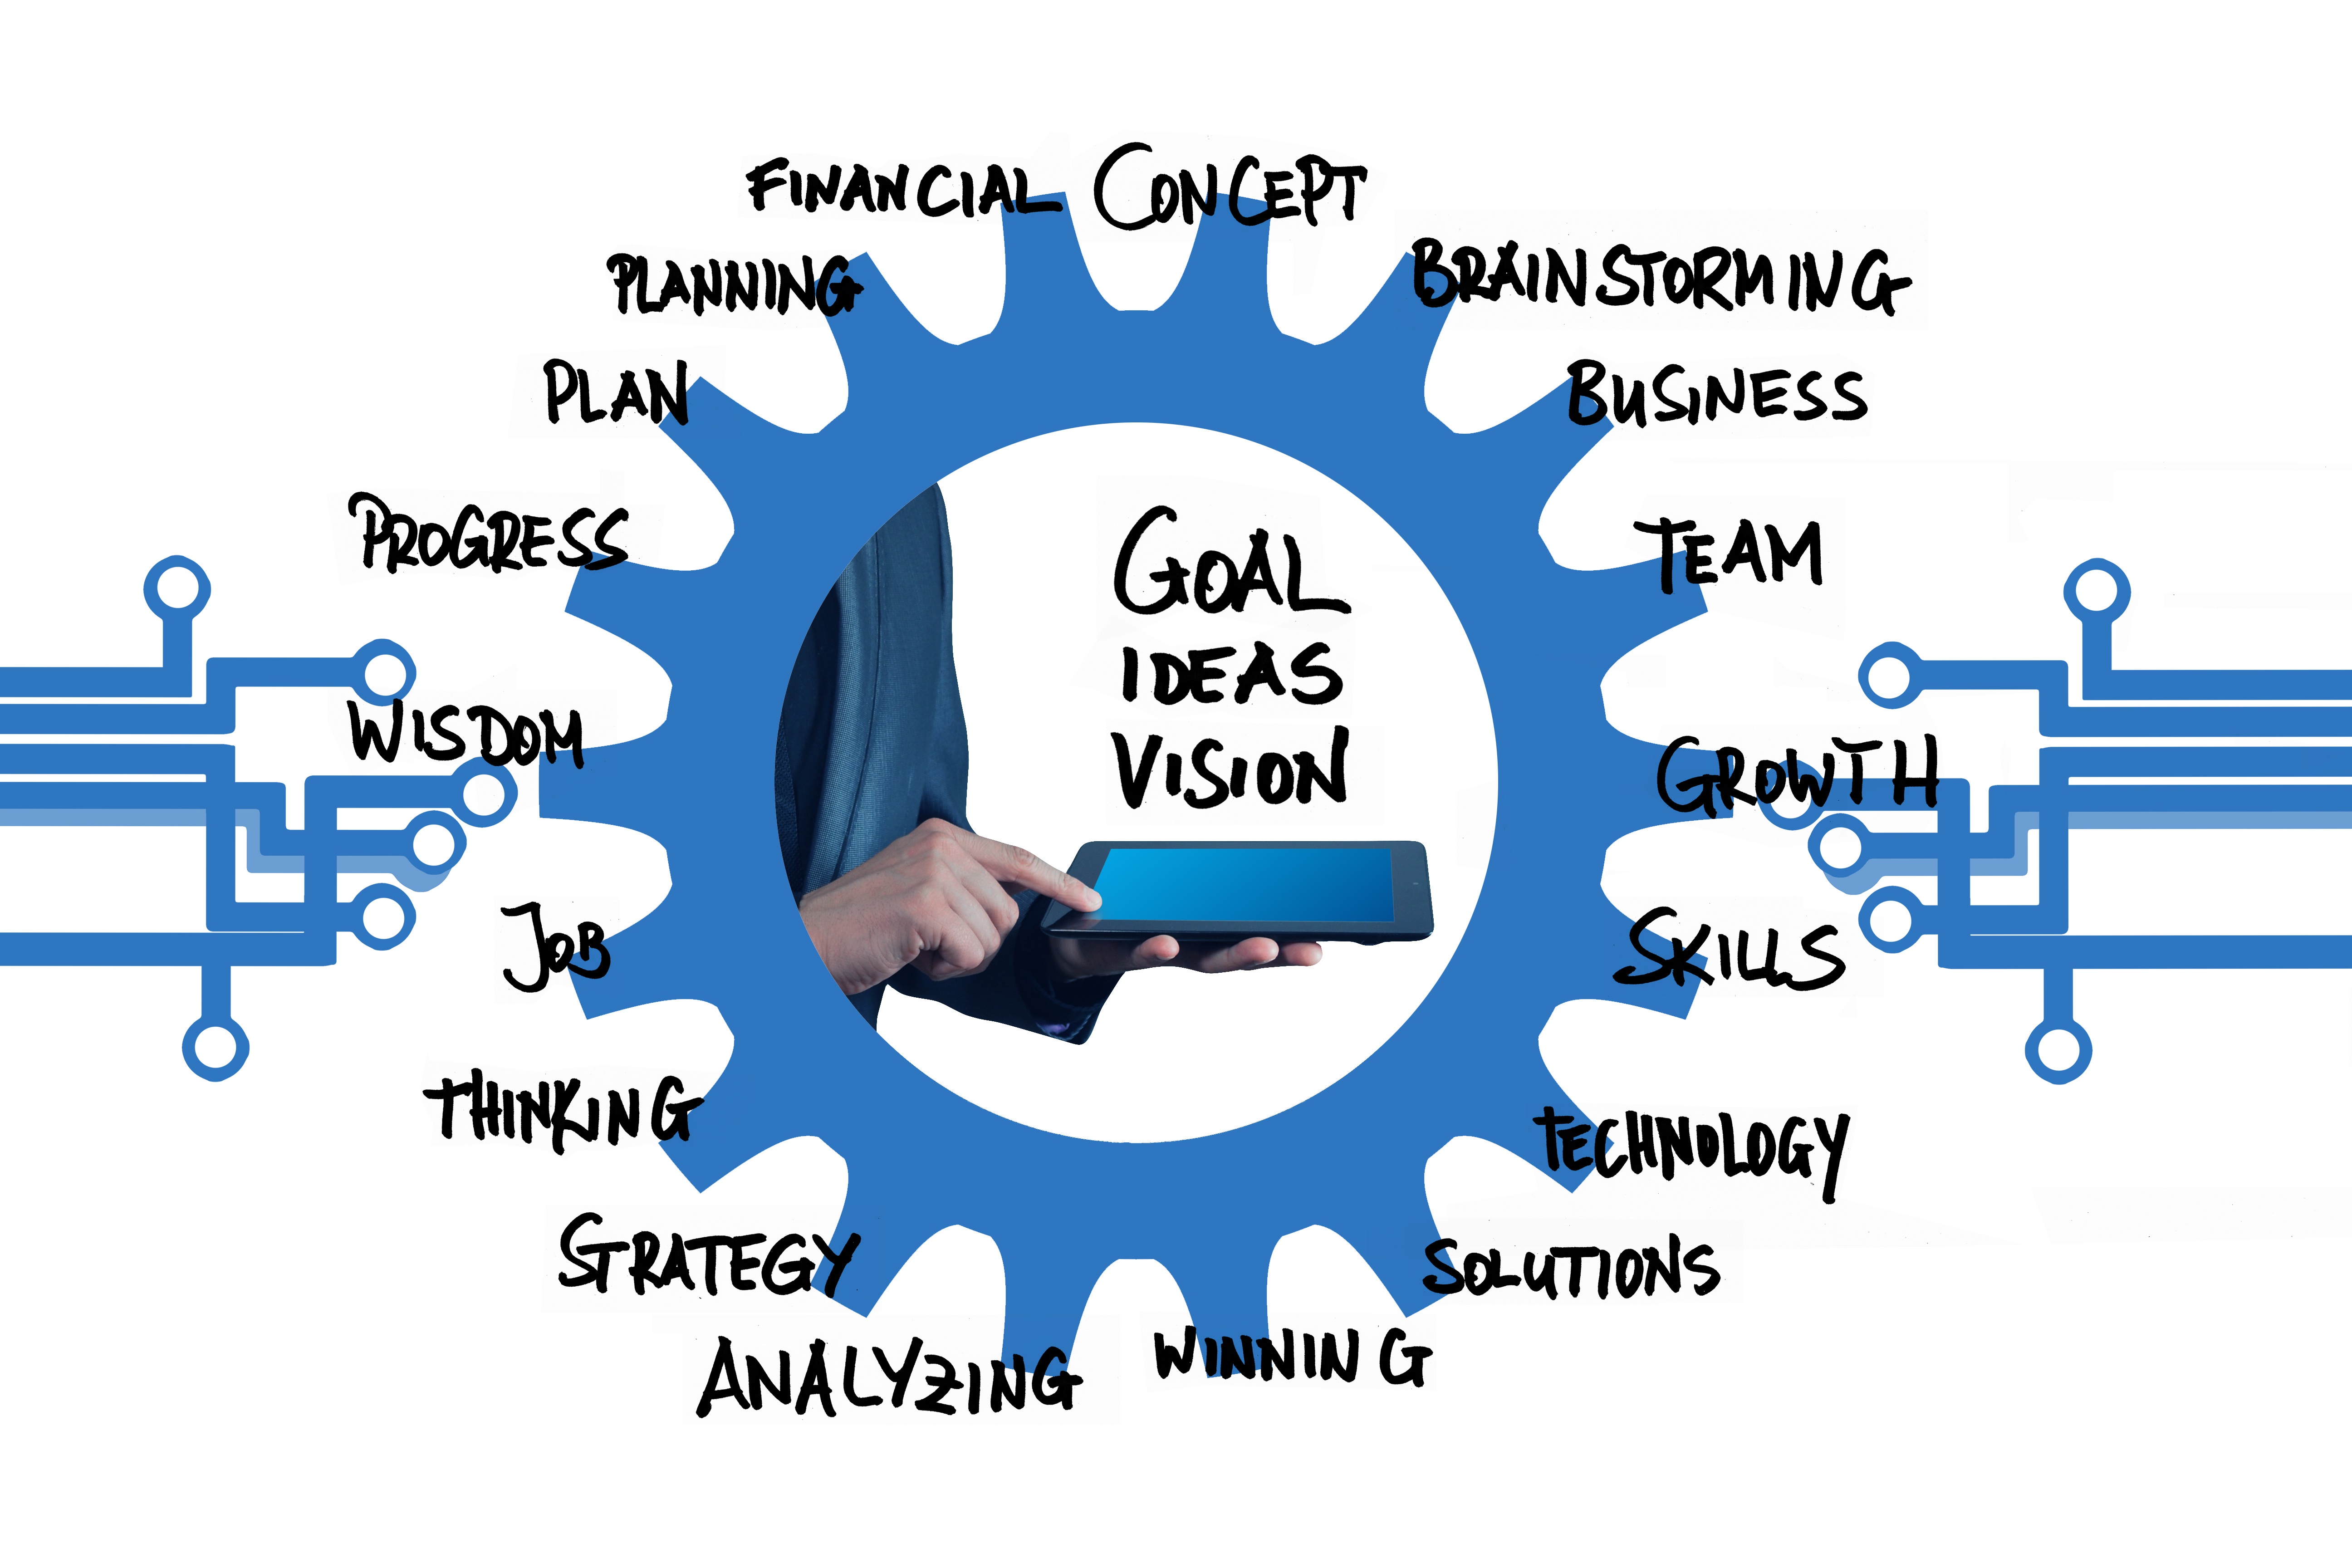 FINANCIAL CONCEPT
PLANNING
BRAINSTORMING
PLAN
BUSINESS
PROGRESS
TEAM
GOAL
IDEAS
VISION
WISDOM
GROWTH
JOB
SKILLS
THINKING
TECHNOLOGY
STRATEGY
SOLUTIONS
ANALYZING
WINNING